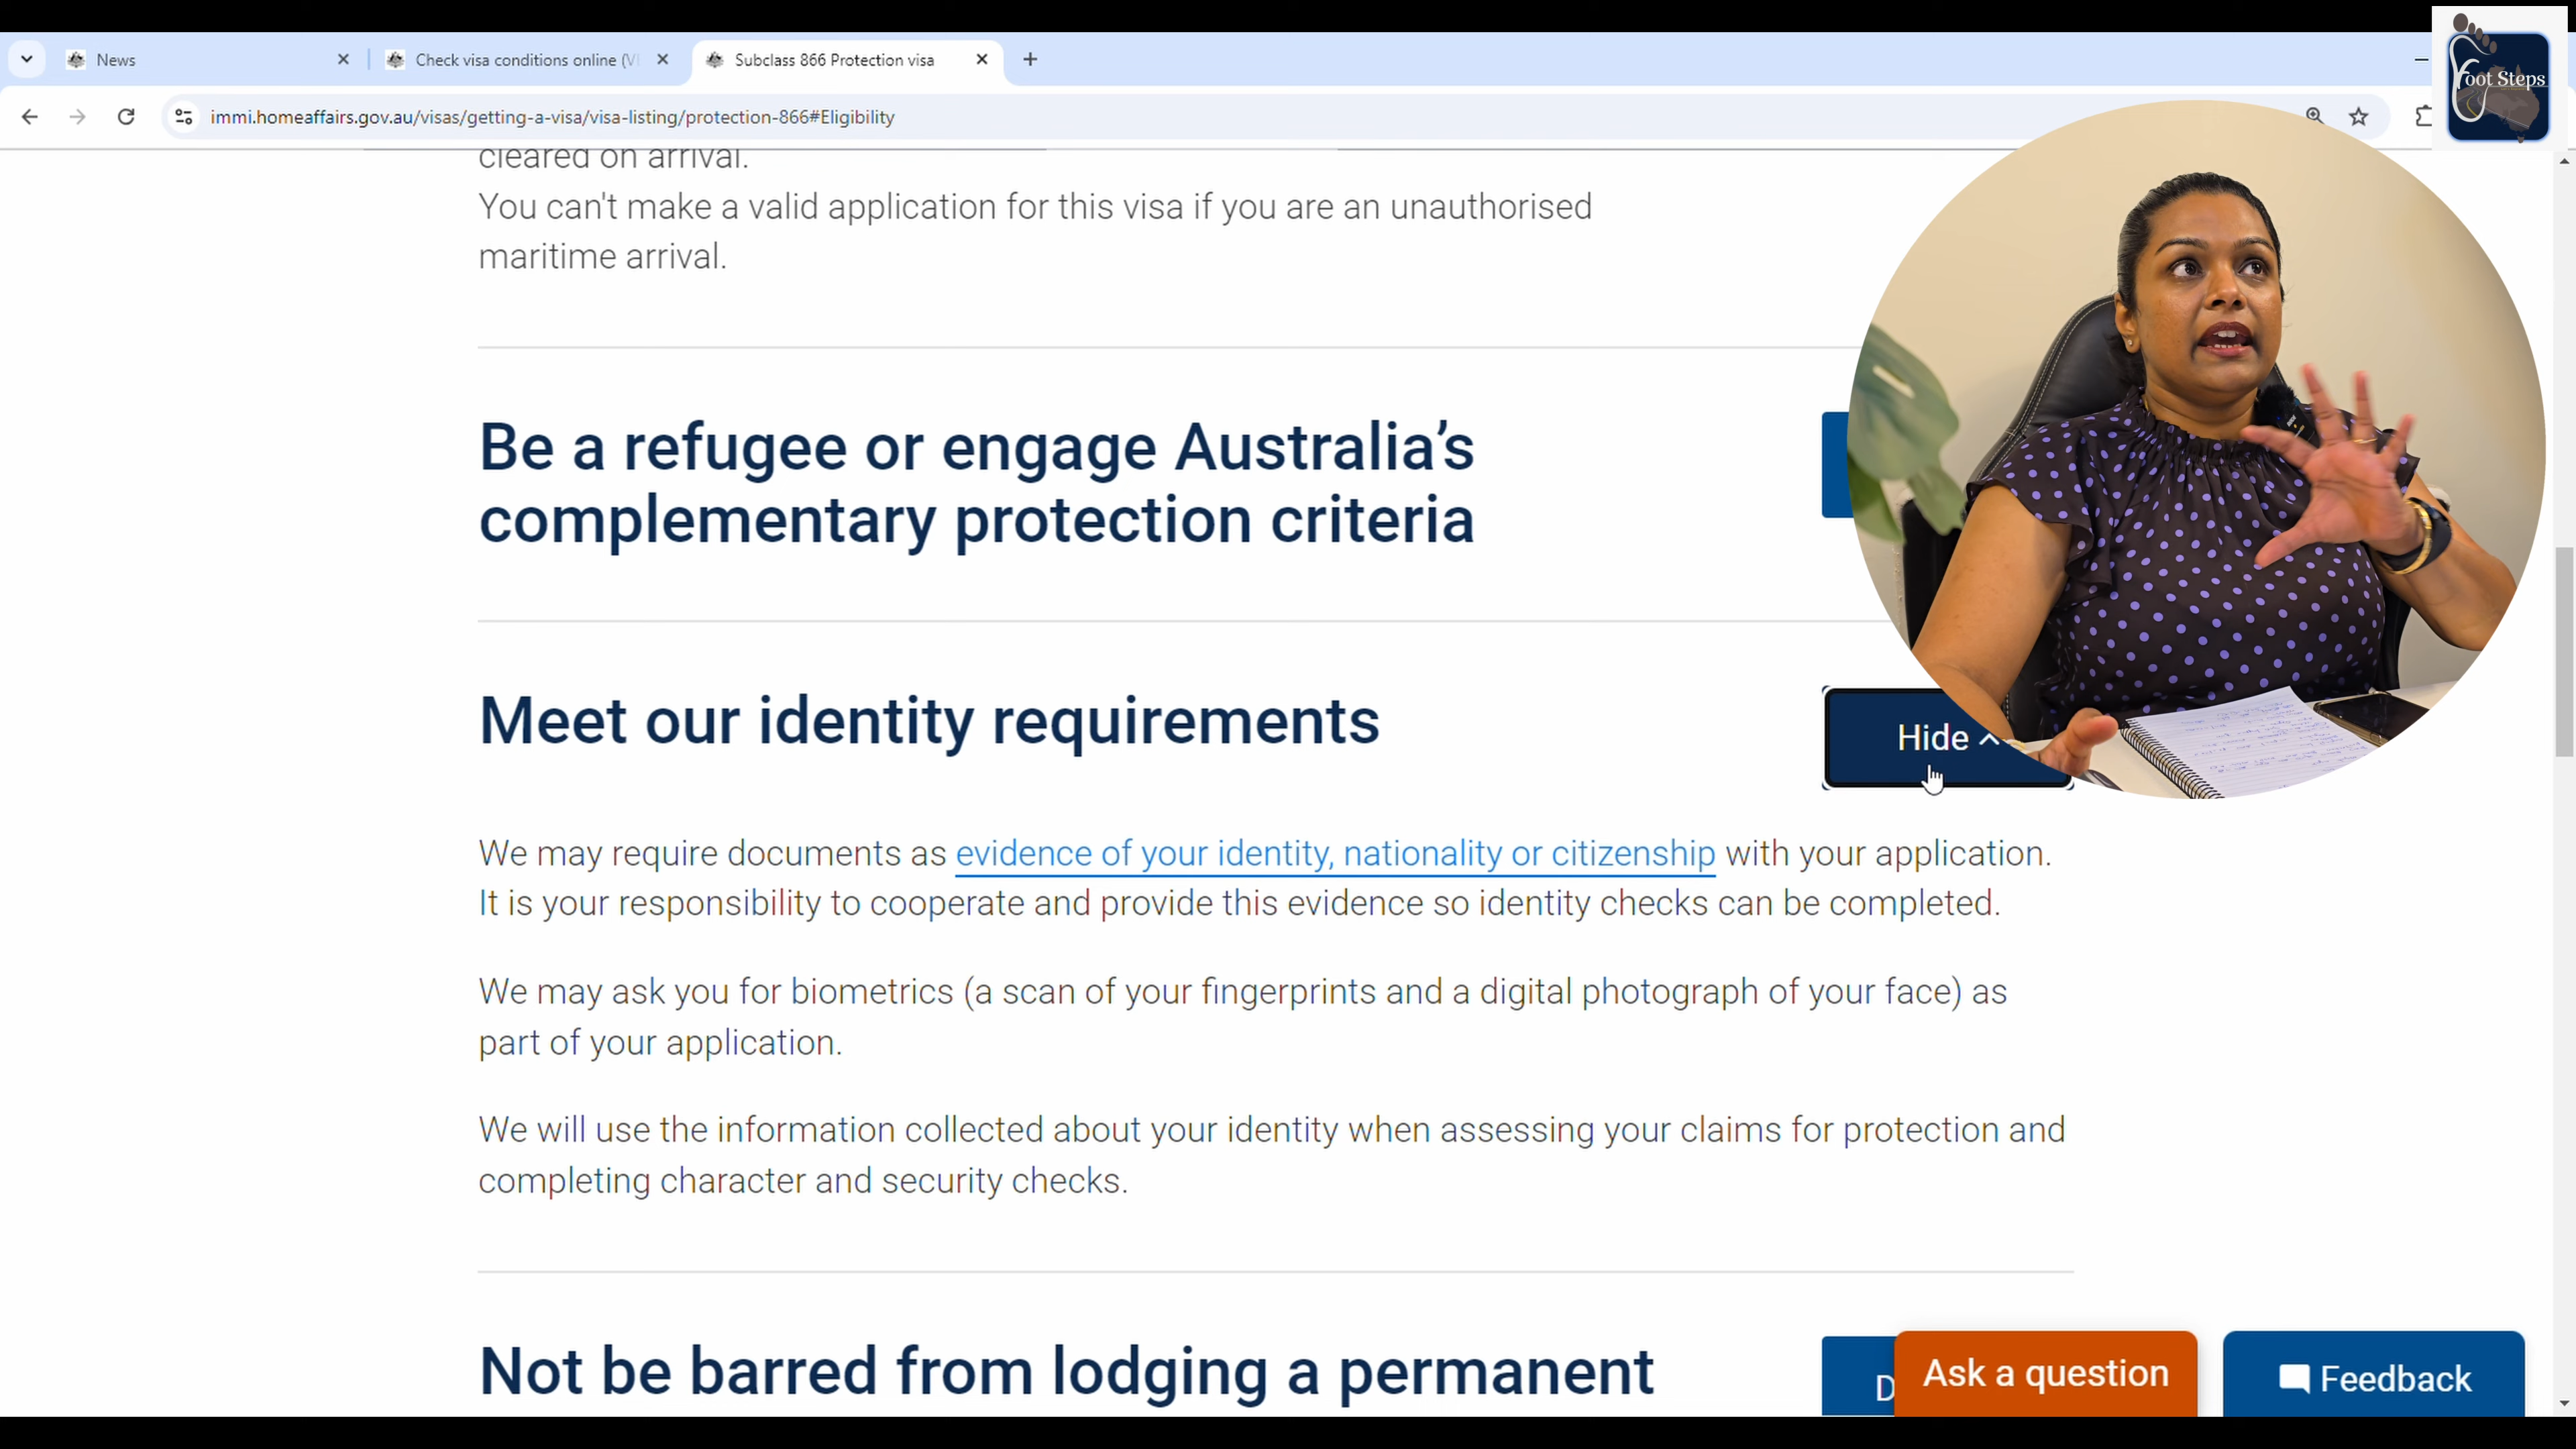 News
Check visa conditions online (V
Subclass 866 Protection visa
immi.homeaffairs.gov.au/visas/getting-a-visa/visa-listing/protection-866#Eligibility
Foot Steps
cleared on arrival.
You can't make a valid application for this visa if you are an unauthorised
maritime arrival.
Be a refugee or engage Australia’s
complementary protection criteria
Meet our identity requirements
Hide
We may require documents as evidence of your identity, nationality or citizenship with your application.
It is your responsibility to cooperate and provide this evidence so identity checks can be completed.
We may ask you for biometrics (a scan of your fingerprints and a digital photograph of your face) as
part of your application.
We will use the information collected about your identity when assessing your claims for protection and
completing character and security checks.
Not be barred from lodging a permanent
D
Ask a question
Feedback